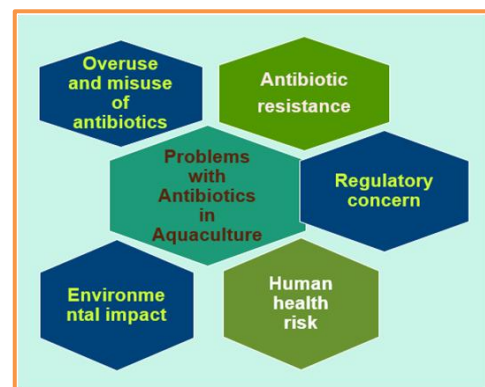 Overuse
and misuse
of
antibiotics
Antibiotic
resistance
Problems
with
Antibiotics
in
Aquaculture
Regulatory
concern
Environme
ntal impact
Human
health
risk